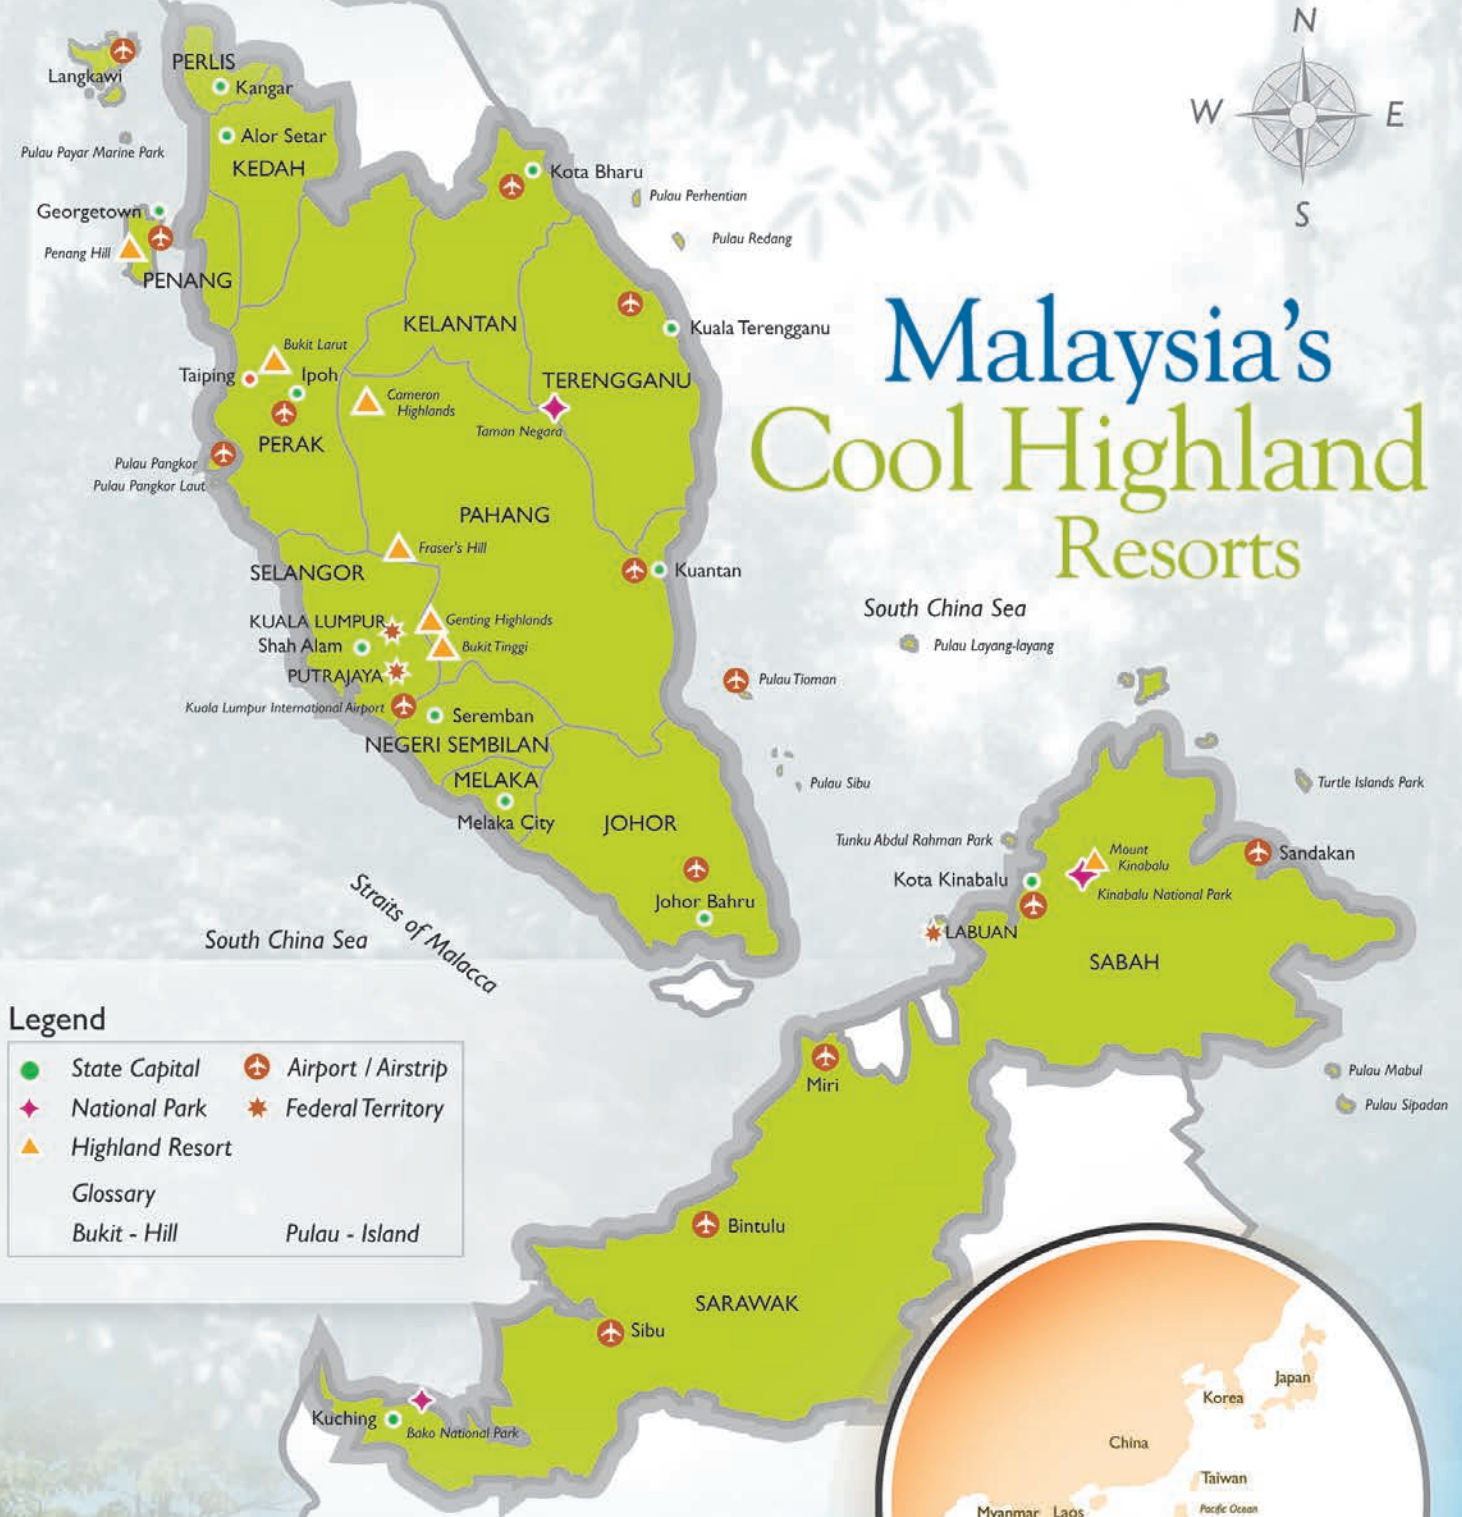 N
W
E
S
Malaysia's
Cool Highland
Resorts
Langkawi
PERLIS
Kangar
Alor Setar
KEDAH
Pulau Payar Marine Park
Georgetown
Penang Hill
PENANG
Kota Bharu
Pulau Perhentian
Pulau Redang
KELANTAN
Kuala Terengganu
Bukit Larut
Taiping
Ipoh
TERENGGANU
Cameron
Highlands
Taman Negara
PERAK
Pulau Pangkor
Pulau Pangkor Laut
PAHANG
Fraser's Hill
SELANGOR
Kuantan
KUALA LUMPUR
Genting Highlands
Shah Alam
Bukit Tinggi
PUTRAJAYA
Kuala Lumpur International Airport
Seremban
NEGERI SEMBILAN
MELAKA
Melaka City
JOHOR
Johor Bahru
South China Sea
Pulau Layang-layang
Pulau Tioman
Pulau Sibu
Turtle Islands Park
Tunku Abdul Rahman Park
Mount
Kinabalu
Sandakan
Kota Kinabalu
Kinabalu National Park
LABUAN
SABAH
Straits of Malacca
South China Sea
Miri
Pulau Mabul
Pulau Sipadan
Bintulu
SARAWAK
Sibu
Kuching
Bako National Park
Legend
State Capital
Airport / Airstrip
National Park
Federal Territory
Highland Resort
Glossary
Bukit - Hill
Pulau - Island
Japan
Korea
China
Taiwan
Pacific Ocean
Myanmar
Laos